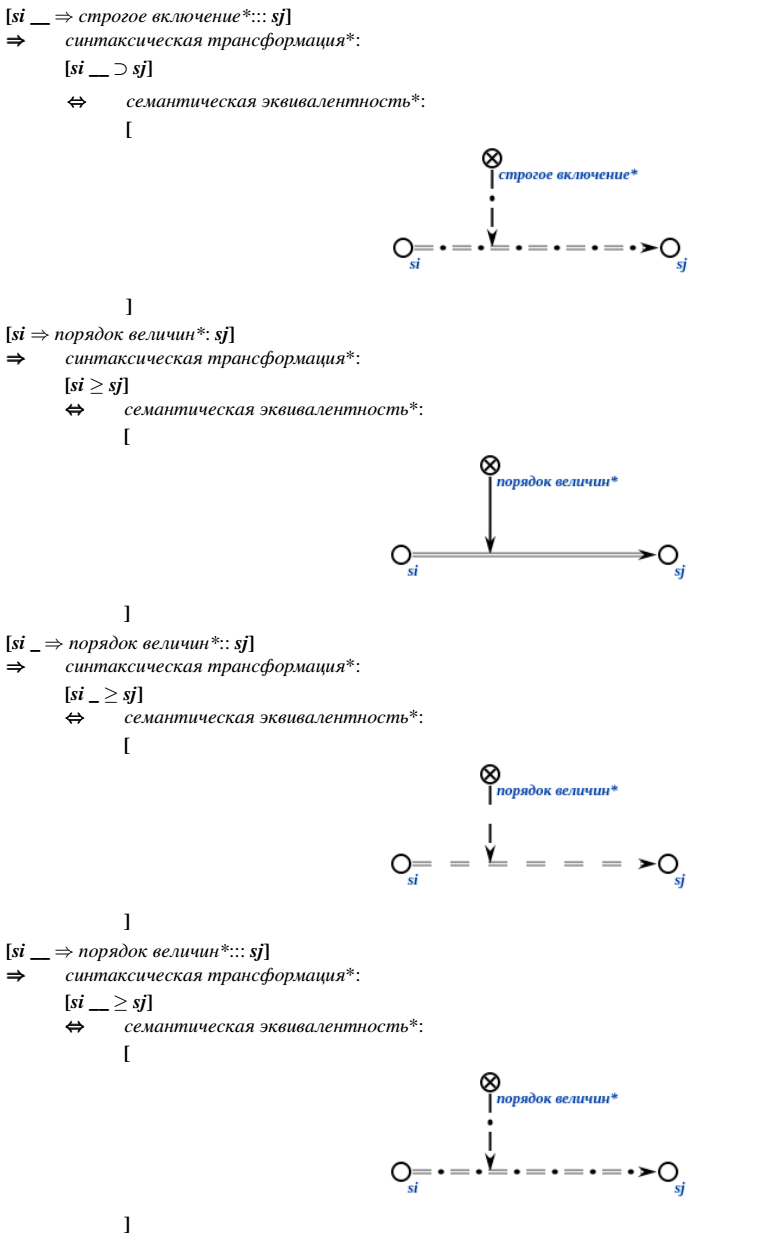 [si __ ⇒ строгое включение*::: sj]
⇒ синтаксическая трансформация*:
[si __ ⊃ sj]
⇔ семантическая эквивалентность*:
[
строгое включение*
si sj
]
[si ⇒ порядок величин*: sj]
⇒ синтаксическая трансформация*:
[si ≥ sj]
⇔ семантическая эквивалентность*:
[
порядок величин*
si sj
]
[si _ ⇒ порядок величин*:: sj]
⇒ синтаксическая трансформация*:
[si _ ≥ sj]
⇔ семантическая эквивалентность*:
[
порядок величин*
si sj
]
[si __ ⇒ порядок величин*::: sj]
⇒ синтаксическая трансформация*:
[si __ ≥ sj]
⇔ семантическая эквивалентность*:
[
порядок величин*
si sj
]